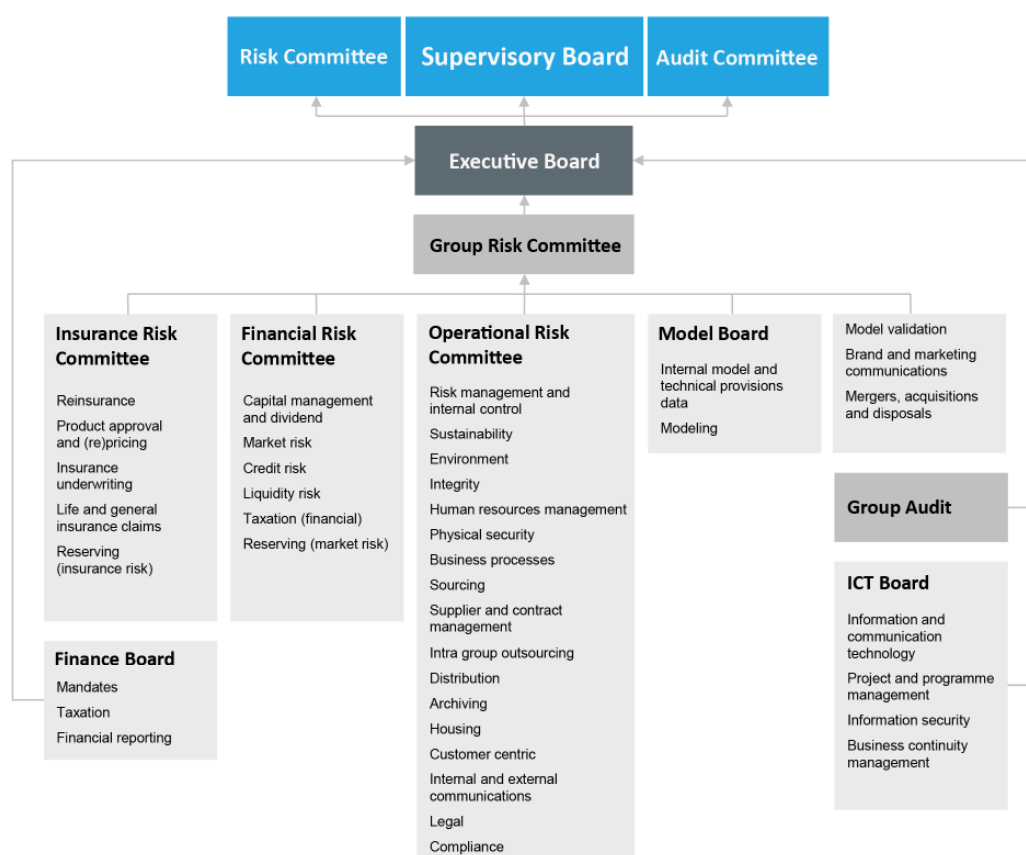 Risk Committee
Supervisory Board
Audit Committee
Executive Board
Group Risk Committee
Insurance Risk
Committee
Reinsurance
Product approval
and (re)pricing
Insurance
underwriting
Life and general
insurance claims
Reserving
(insurance risk)
Financial Risk
Committee
Capital management
and dividend
Market risk
Credit risk
Liquidity risk
Taxation (financial)
Reserving (market risk)
Operational Risk
Committee
Risk management and
internal control
Sustainability
Environment
Integrity
Human resources management
Physical security
Business processes
Sourcing
Supplier and contract
management
Intra group outsourcing
Distribution
Archiving
Housing
Customer centric
Internal and external
communications
Legal
Compliance
Model Board
Internal model and
technical provisions
data
Modeling
Model validation
Brand and marketing
communications
Mergers, acquisitions
and disposals
Group Audit
ICT Board
Information and
communication
technology
Project and programme
management
Information security
Business continuity
management
Finance Board
Mandates
Taxation
Financial reporting